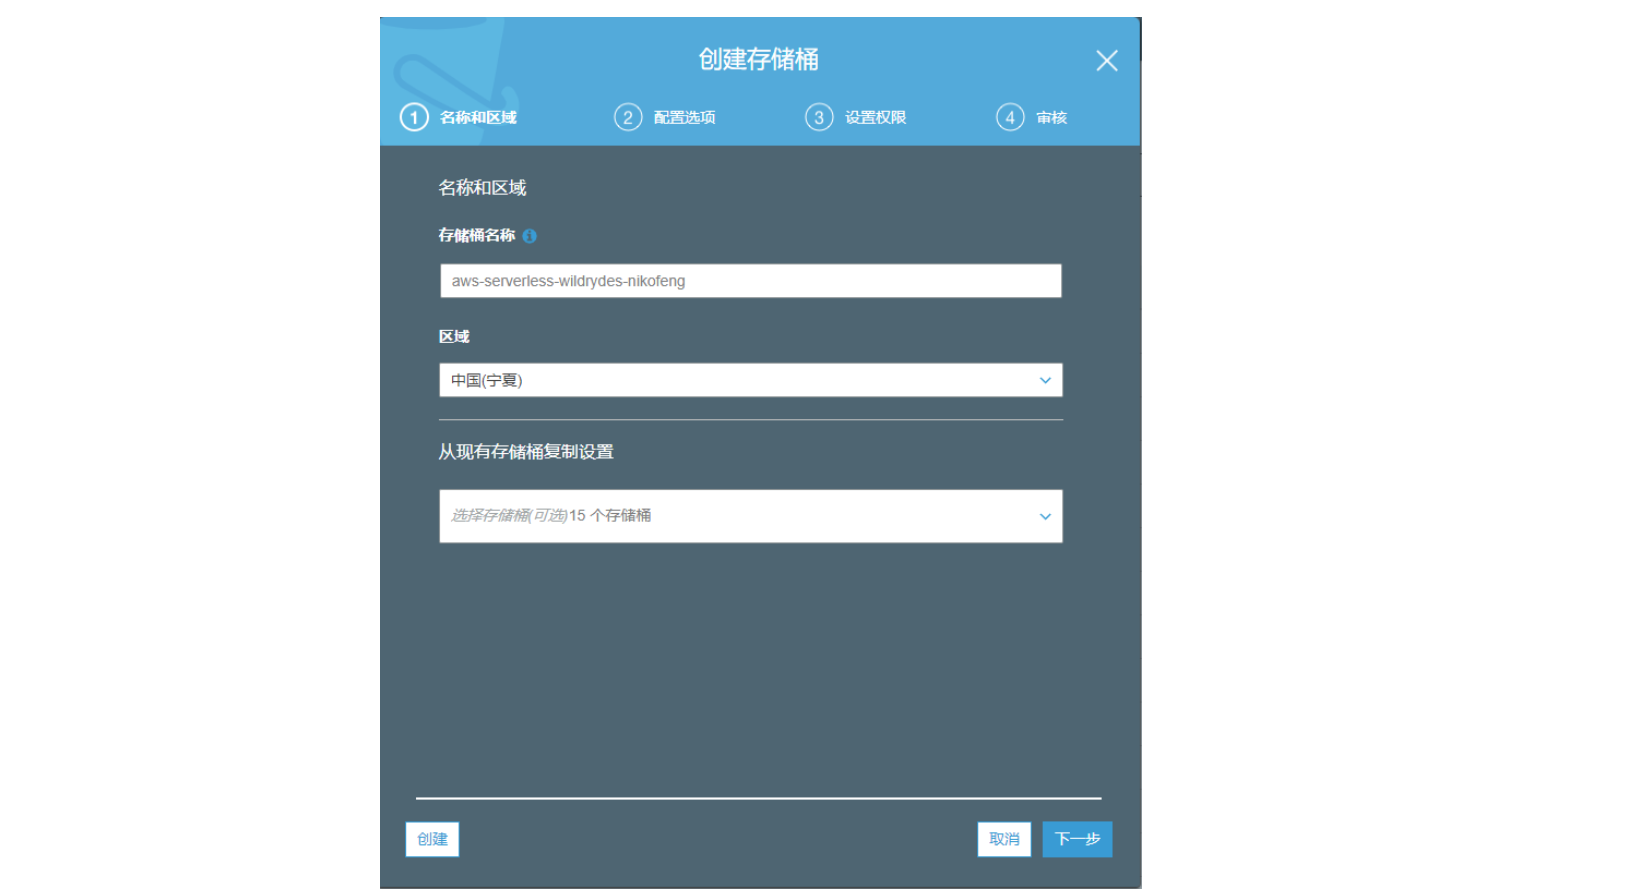 创建存储桶
1 名称和区域 2 配置选项 3 设置权限 4 审核
名称和区域
存储桶名称
aws-serverless-wildrydes-nikofeng
区域
中国(宁夏)
从现有存储桶复制设置
选择存储桶(可选)15 个存储桶
创建 取消 下一步